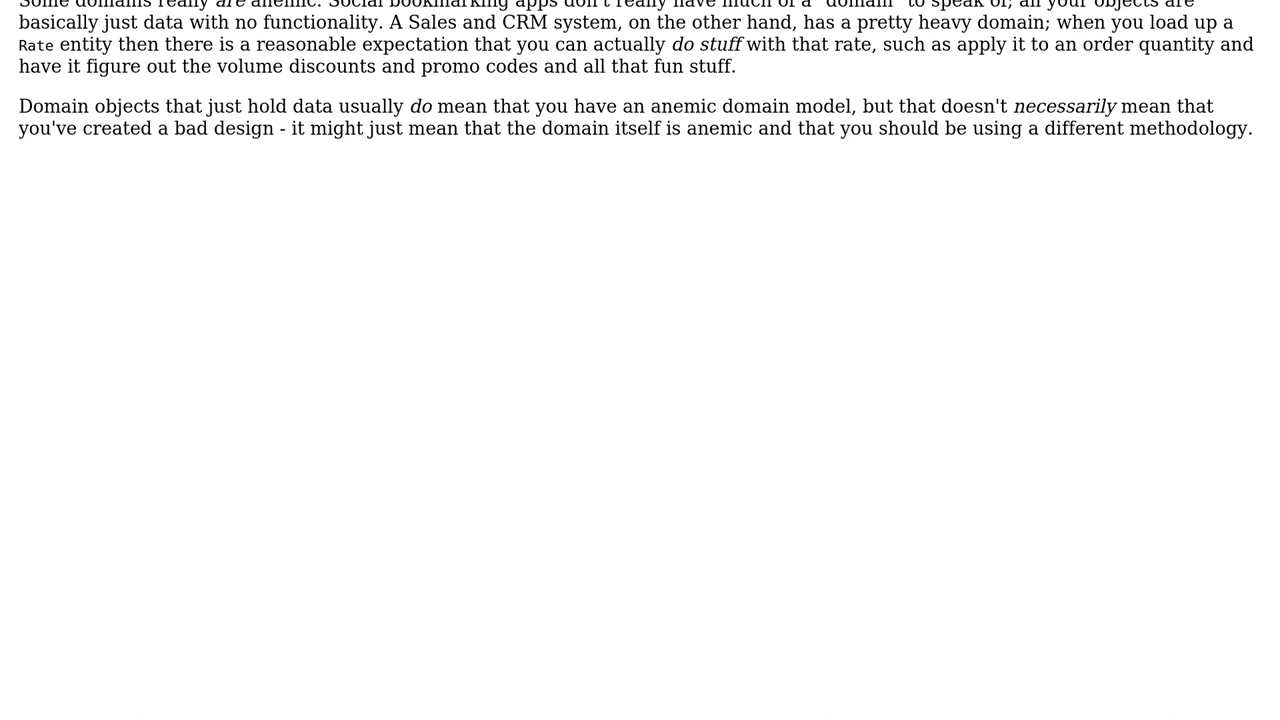 Some domains really are anemic. Social bookmarking apps don't really have much of a "domain" to speak of; all your objects are
basically just data with no functionality. A Sales and CRM system, on the other hand, has a pretty heavy domain; when you load up a
Rate entity then there is a reasonable expectation that you can actually do stuff with that rate, such as apply it to an order quantity and
have it figure out the volume discounts and promo codes and all that fun stuff.
Domain objects that just hold data usually do mean that you have an anemic domain model, but that doesn't necessarily mean that
you've created a bad design - it might just mean that the domain itself is anemic and that you should be using a different methodology.